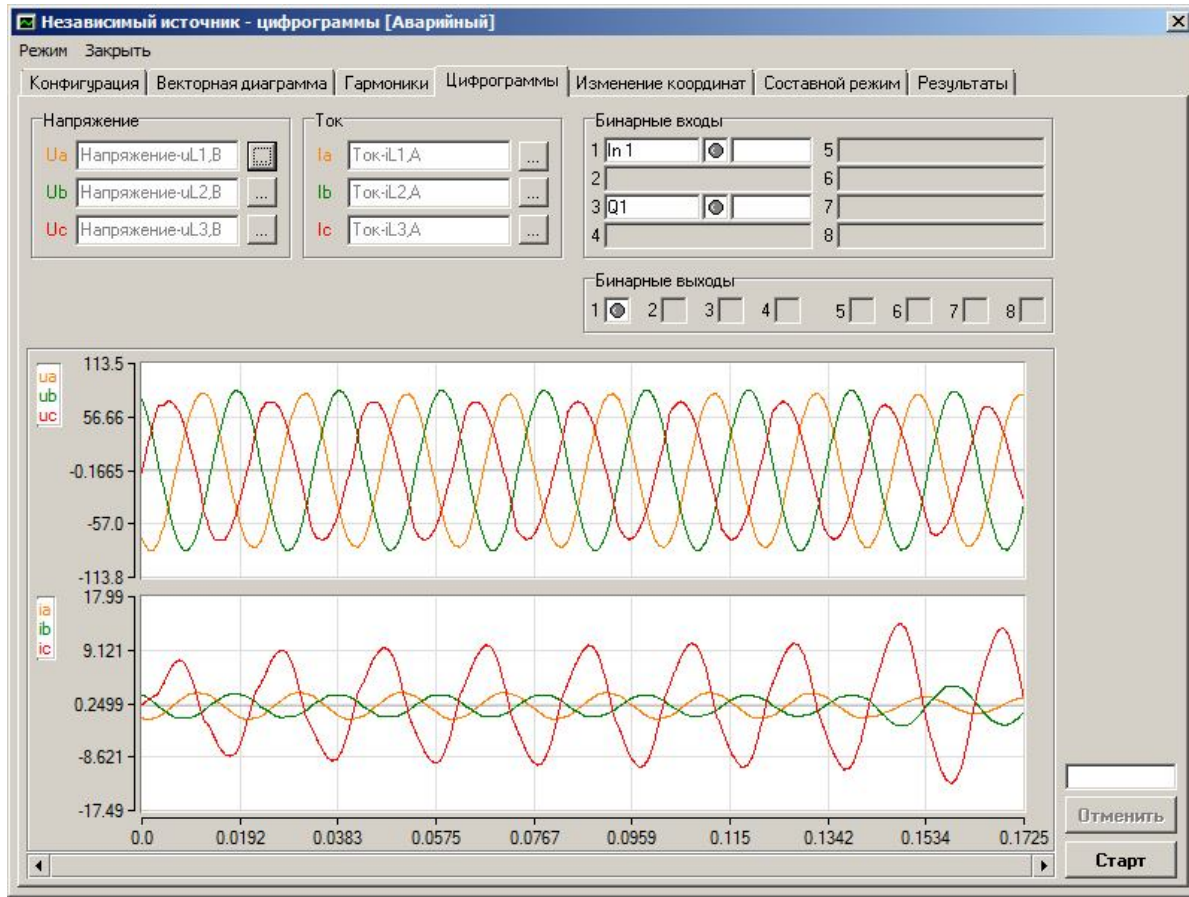 Независимый источник - цифрограммы [Аварийный]
Режим Закрыть
Конфигурация Векторная диаграмма Гармоники Цифрограммы Изменение координат Составной режим Результаты
Напряжение Ток Бинарные входы
Ua Напряжение-uL1,В ... Ia Ток-iL1,А ... 1 In 1 5
2 6
Ub Напряжение-uL2,В ... Ib Ток-iL2,А ... 3 Q1 7
Uc Напряжение-uL3,В ... Ic Ток-iL3,А ... 4 8
Бинарные выходы
1 2 3 4 5 6 7 8
113.5
ua
ub
uc
56.66
-0.1665
-57.0
-113.8
17.99
ia
ib
ic
9.121
0.2499
-8.621
-17.49
0.0 0.0192 0.0383 0.0575 0.0767 0.0959 0.115 0.1342 0.1534 0.1725
Отменить
Старт